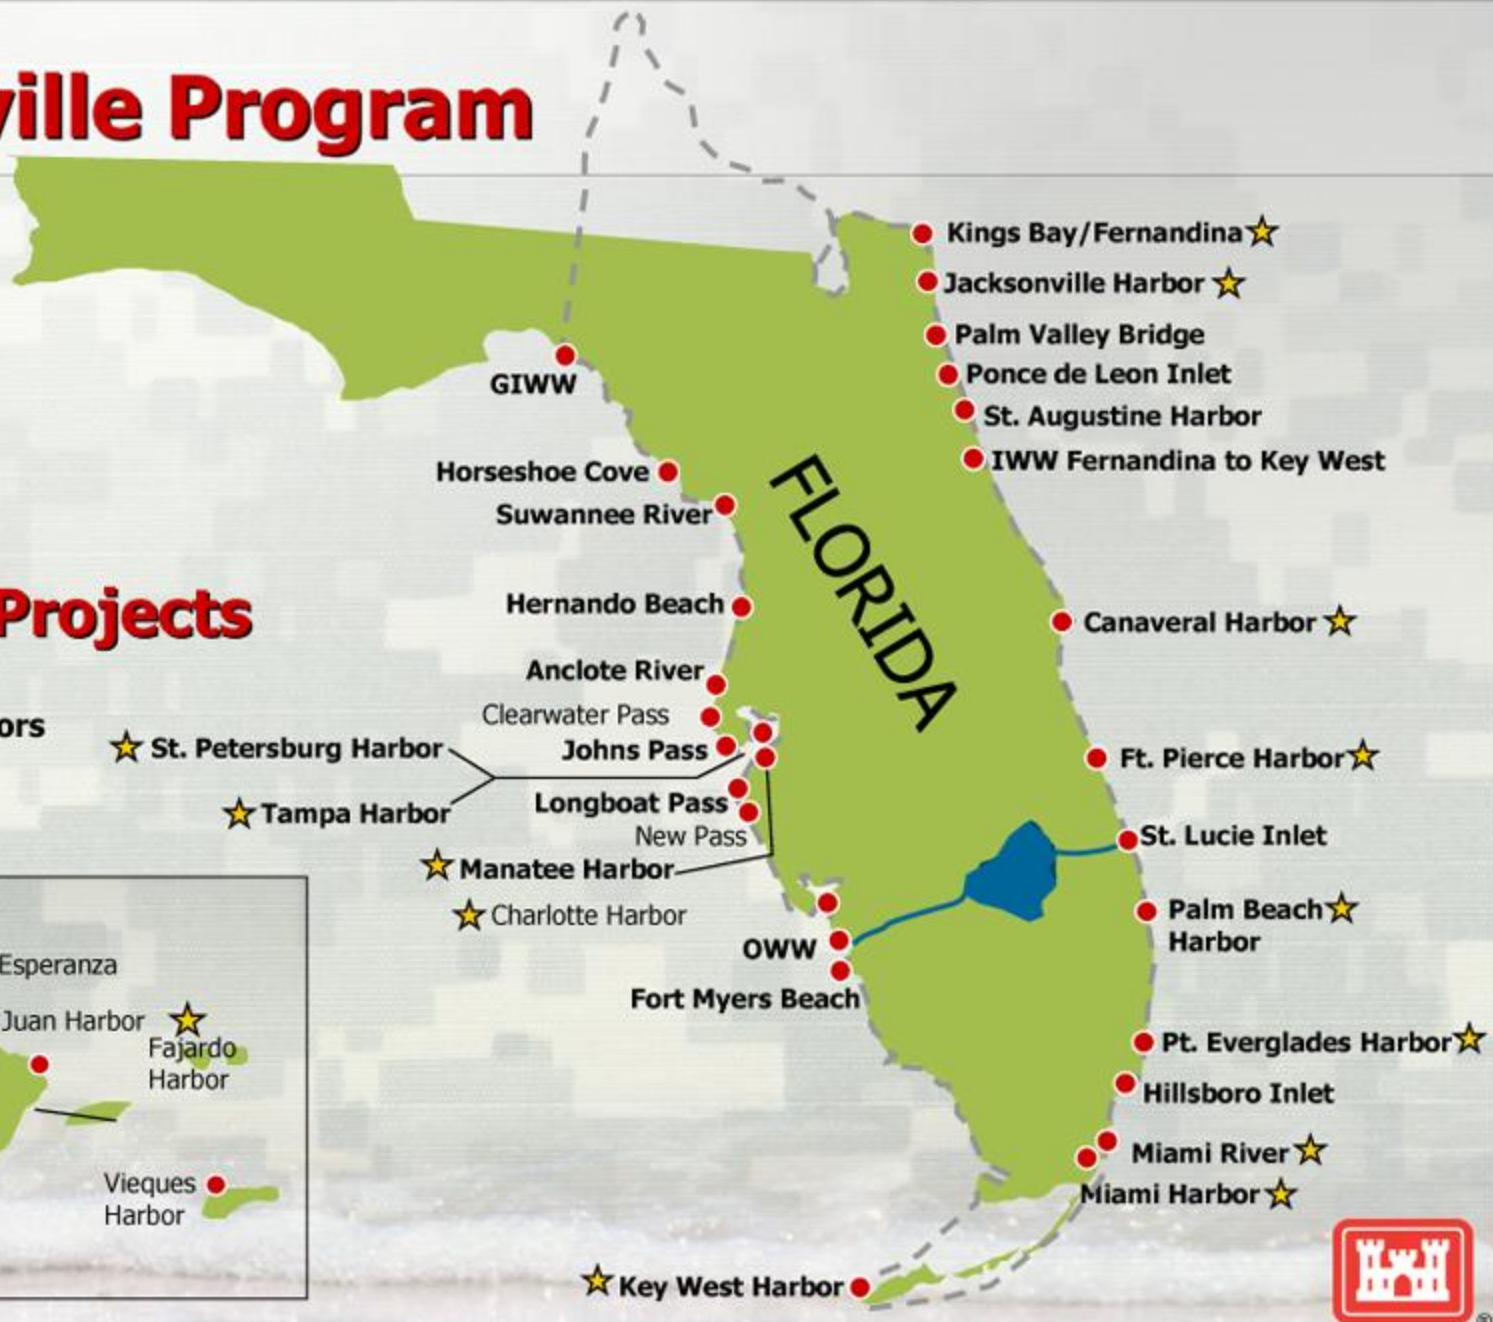 ville Program
Kings Bay/Fernandina
Jacksonville Harbor
Palm Valley Bridge
Ponce de Leon Inlet
GIWW
St. Augustine Harbor
IWW Fernandina to Key West
Horseshoe Cove
Suwannee River
FLORIDA
Hernando Beach
Projects
Canaveral Harbor
Anclote River
Clearwater Pass
ors
St. Petersburg Harbor
Johns Pass
Ft. Pierce Harbor
Tampa Harbor
Longboat Pass
New Pass
St. Lucie Inlet
Manatee Harbor
Charlotte Harbor
Palm Beach
Harbor
OWW
Esperanza
Fort Myers Beach
Juan Harbor
Fajardo
Harbor
Pt. Everglades Harbor
Hillsboro Inlet
Miami River
Vieques
Harbor
Miami Harbor
Key West Harbor
®